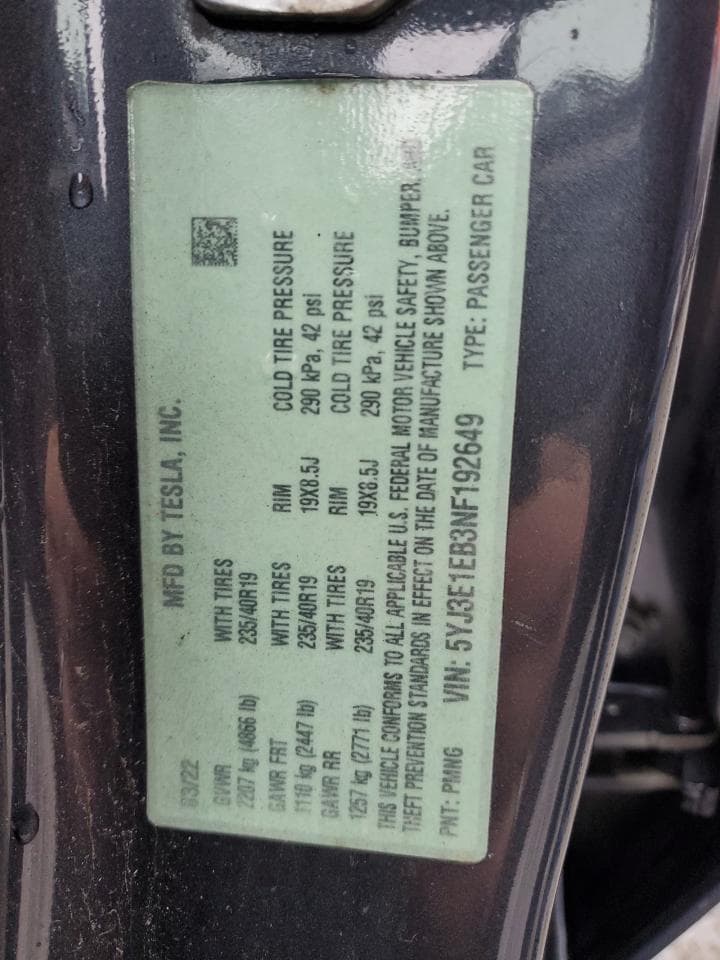 MFD BY TESLA, INC.
03/22
GVWR WITH TIRES
2207 kg (4866 lb) 235/40R19
GAWR FRT WITH TIRES RIM COLD TIRE PRESSURE
1110 kg (2447 lb) 235/40R19 19X8.5J 290 kPa, 42 psi
GAWR RR WITH TIRES RIM COLD TIRE PRESSURE
1257 kg (2771 lb) 235/40R19 19X8.5J 290 kPa, 42 psi
THIS VEHICLE CONFORMS TO ALL APPLICABLE U.S. FEDERAL MOTOR VEHICLE SAFETY, BUMPER, AND
THEFT PREVENTION STANDARDS IN EFFECT ON THE DATE OF MANUFACTURE SHOWN ABOVE.
PNT: PMNG VIN: 5YJ3E1EB3NF192649 TYPE: PASSENGER CAR